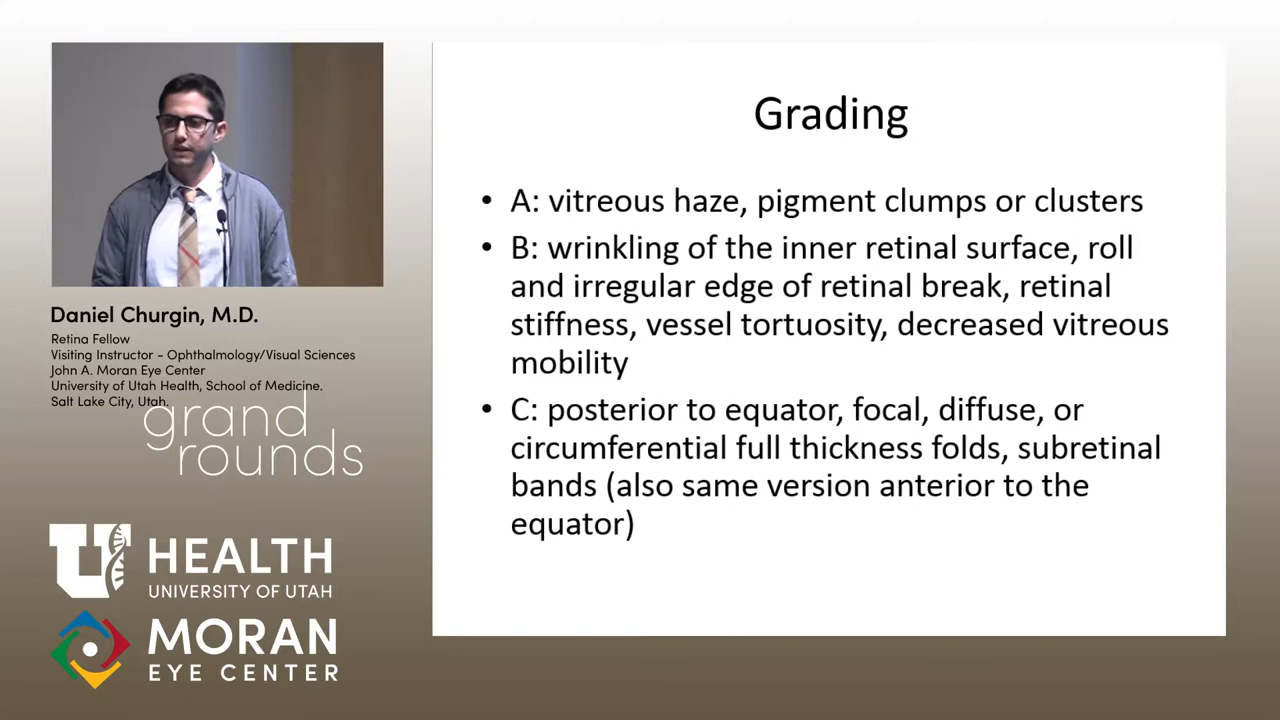 Daniel Churgin, M.D.
Retina Fellow
Visiting Instructor - Ophthalmology/Visual Sciences
John A. Moran Eye Center
University of Utah Health, School of Medicine.
Salt Lake City, Utah.
grand
rounds
U HEALTH
UNIVERSITY OF UTAH
MORAN
EYE CENTER
Grading
• A: vitreous haze, pigment clumps or clusters
• B: wrinkling of the inner retinal surface, roll
and irregular edge of retinal break, retinal
stiffness, vessel tortuosity, decreased vitreous
mobility
• C: posterior to equator, focal, diffuse, or
circumferential full thickness folds, subretinal
bands (also same version anterior to the
equator)